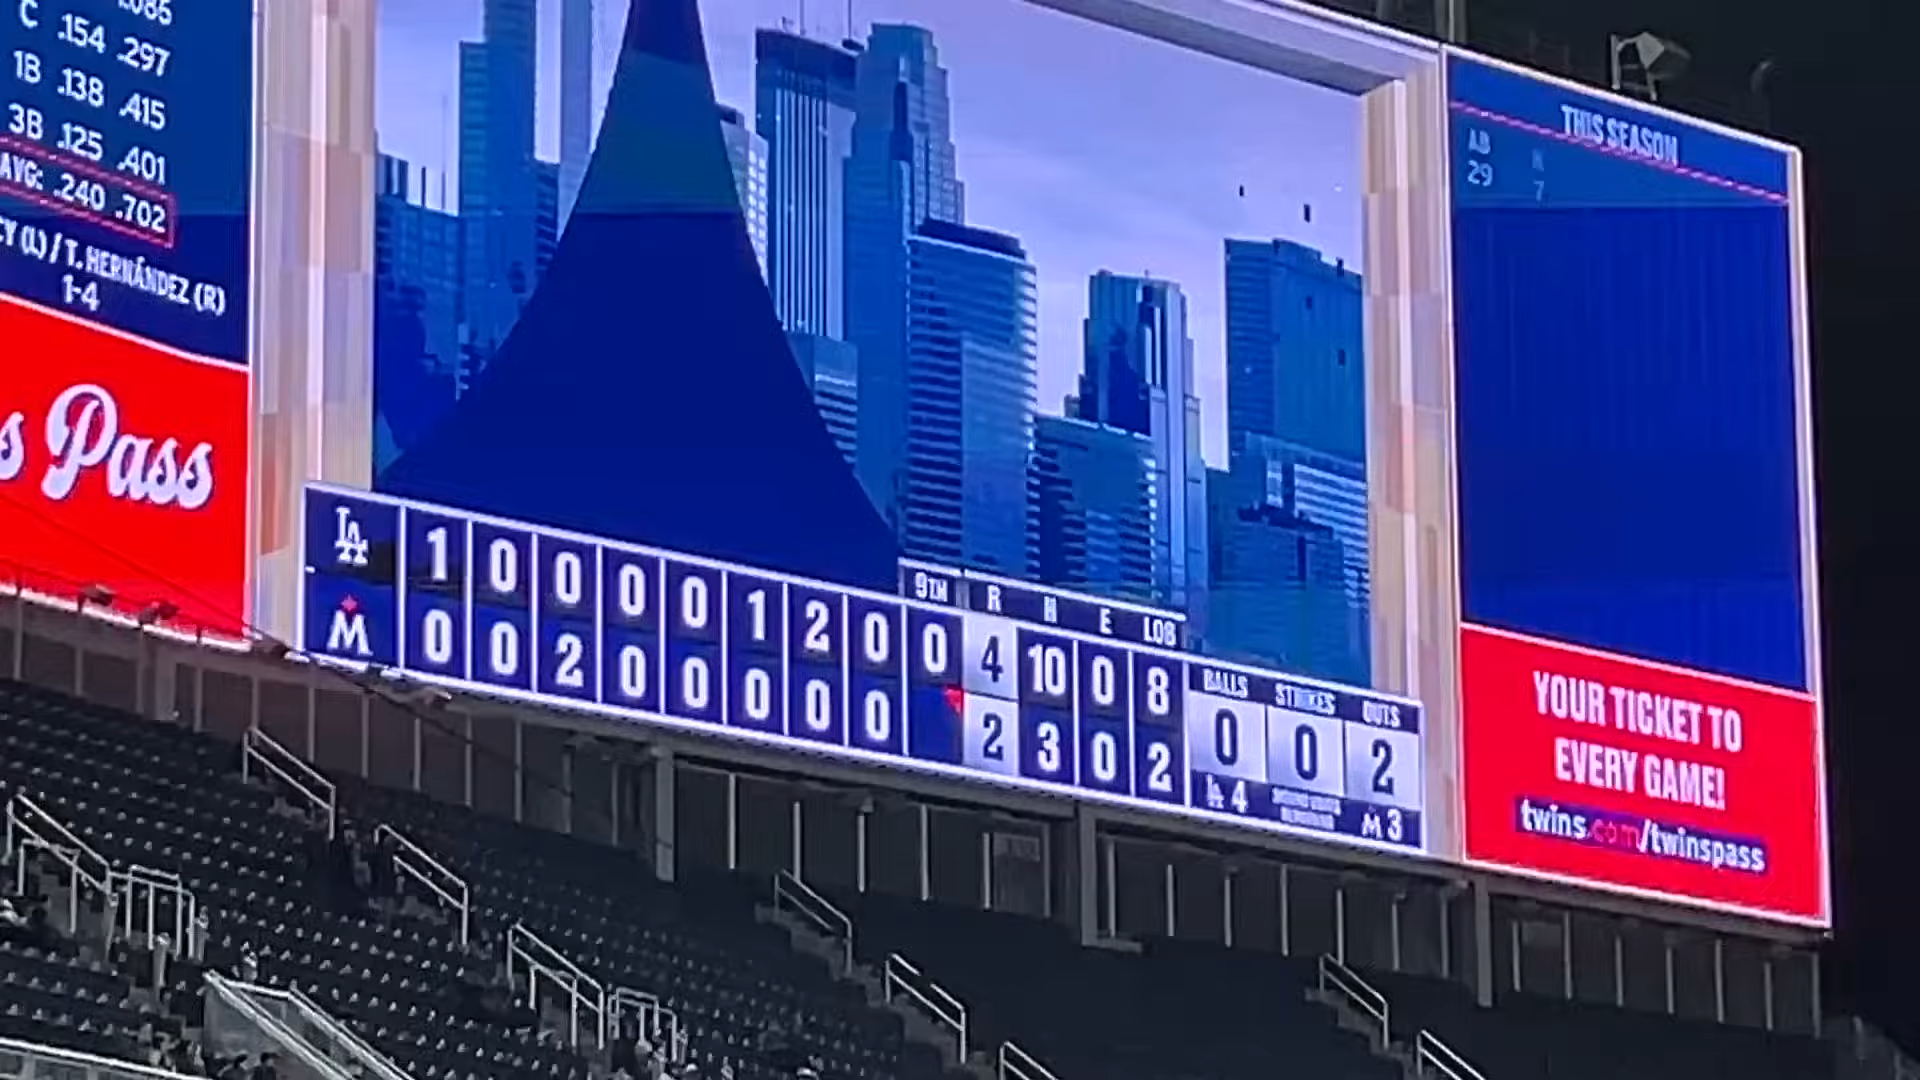 .086
C .154 .297
1B .138 .415
3B .125 .401
AVG: .240 .702
CY (L) / T. HERNÁNDEZ (R)
1-4
s Pass
9TH R H E LOB
LA 1 0 0 0 0 1 2 0 0 4 10 0 8
M 0 0 2 0 0 0 0 0 2 3 0 2
BALLS STRIKES OUTS
0 0 2
LA 4 M 3
THIS SEASON
AB K
29 7
YOUR TICKET TO
EVERY GAME!
twins.com/twinspass